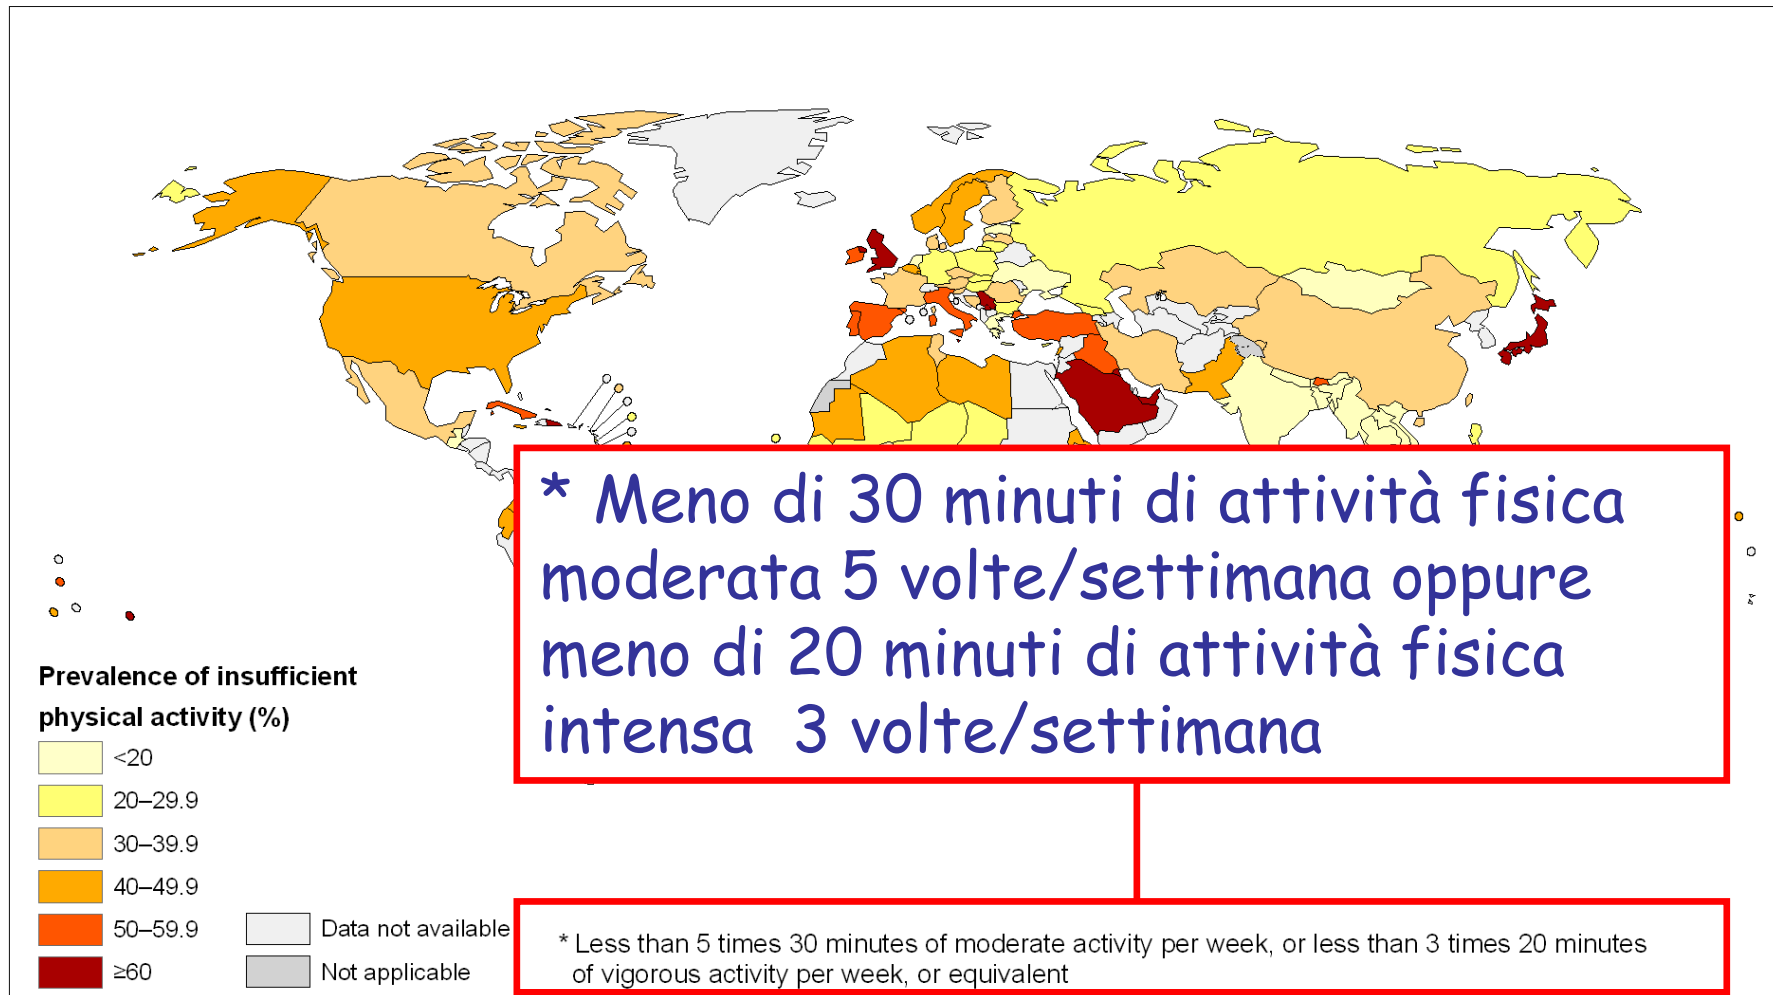 * Meno di 30 minuti di attività fisica
moderata 5 volte/settimana oppure
meno di 20 minuti di attività fisica
intensa 3 volte/settimana
Prevalence of insufficient
physical activity (%)
<20
20–29.9
30–39.9
40–49.9
50–59.9
≥60
Data not available
Not applicable
* Less than 5 times 30 minutes of moderate activity per week, or less than 3 times 20 minutes
of vigorous activity per week, or equivalent